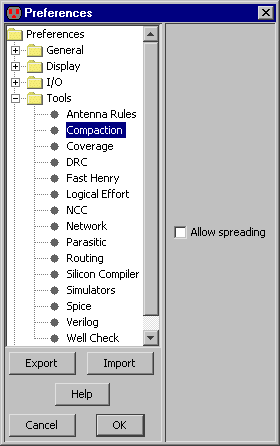 Preferences
Preferences
General
Display
I/O
Tools
Antenna Rules
Compaction
Coverage
DRC
Fast Henry
Logical Effort
NCC
Network
Parasitic
Routing
Silicon Compiler
Simulators
Spice
Verilog
Well Check
Allow spreading
Export Import
Help
Cancel OK